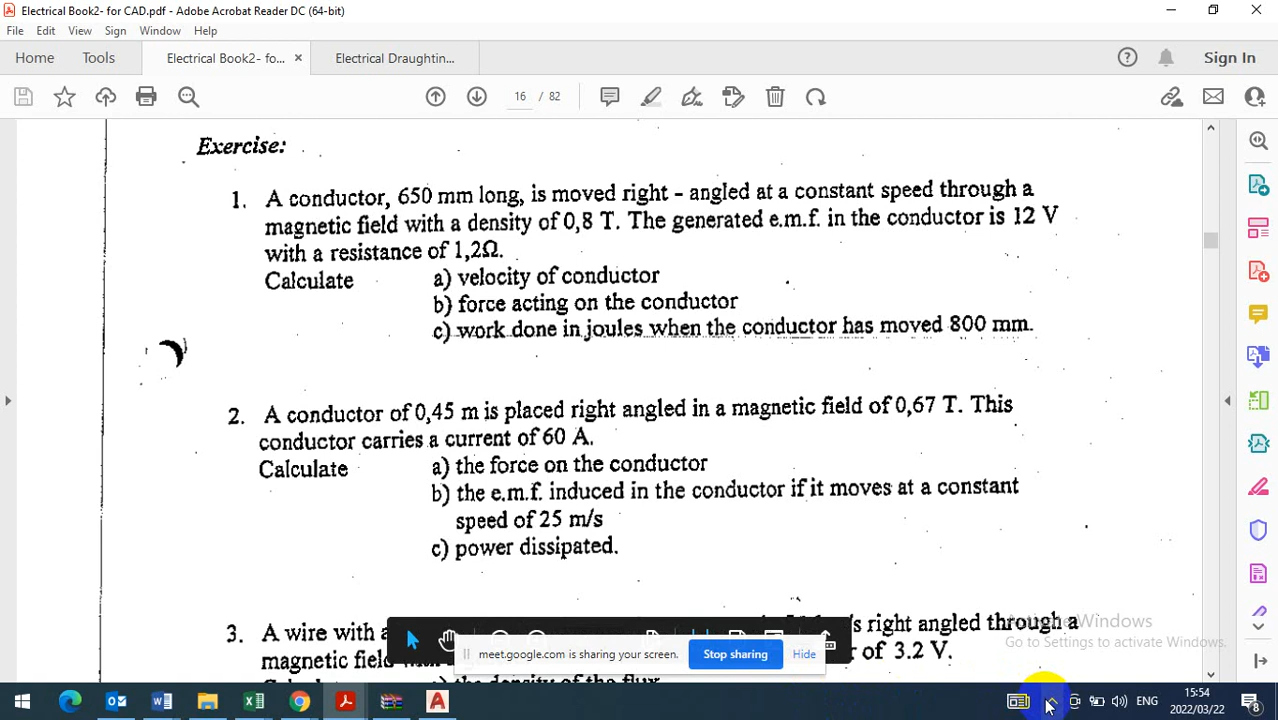 Electrical Book2- for CAD.pdf - Adobe Acrobat Reader DC (64-bit)
File Edit View Sign Window Help
Home Tools Electrical Book2- fo... × Electrical Draughtin... Sign In
16 / 82
Exercise:
1. A conductor, 650 mm long, is moved right - angled at a constant speed through a
magnetic field with a density of 0,8 T. The generated e.m.f. in the conductor is 12 V
with a resistance of 1,2Ω.
Calculate a) velocity of conductor
b) force acting on the conductor
c) work done in joules when the conductor has moved 800 mm.
2. A conductor of 0,45 m is placed right angled in a magnetic field of 0,67 T. This
conductor carries a current of 60 A.
Calculate a) the force on the conductor
b) the e.m.f. induced in the conductor if it moves at a constant
speed of 25 m/s
c) power dissipated.
3. A wire with a right angled through a
magnetic field of 3.2 V.
a) the density of the flux
Activate Windows
Go to Settings to activate Windows.
meet.google.com is sharing your screen. Stop sharing Hide
ENG
15:54
2022/03/22
8